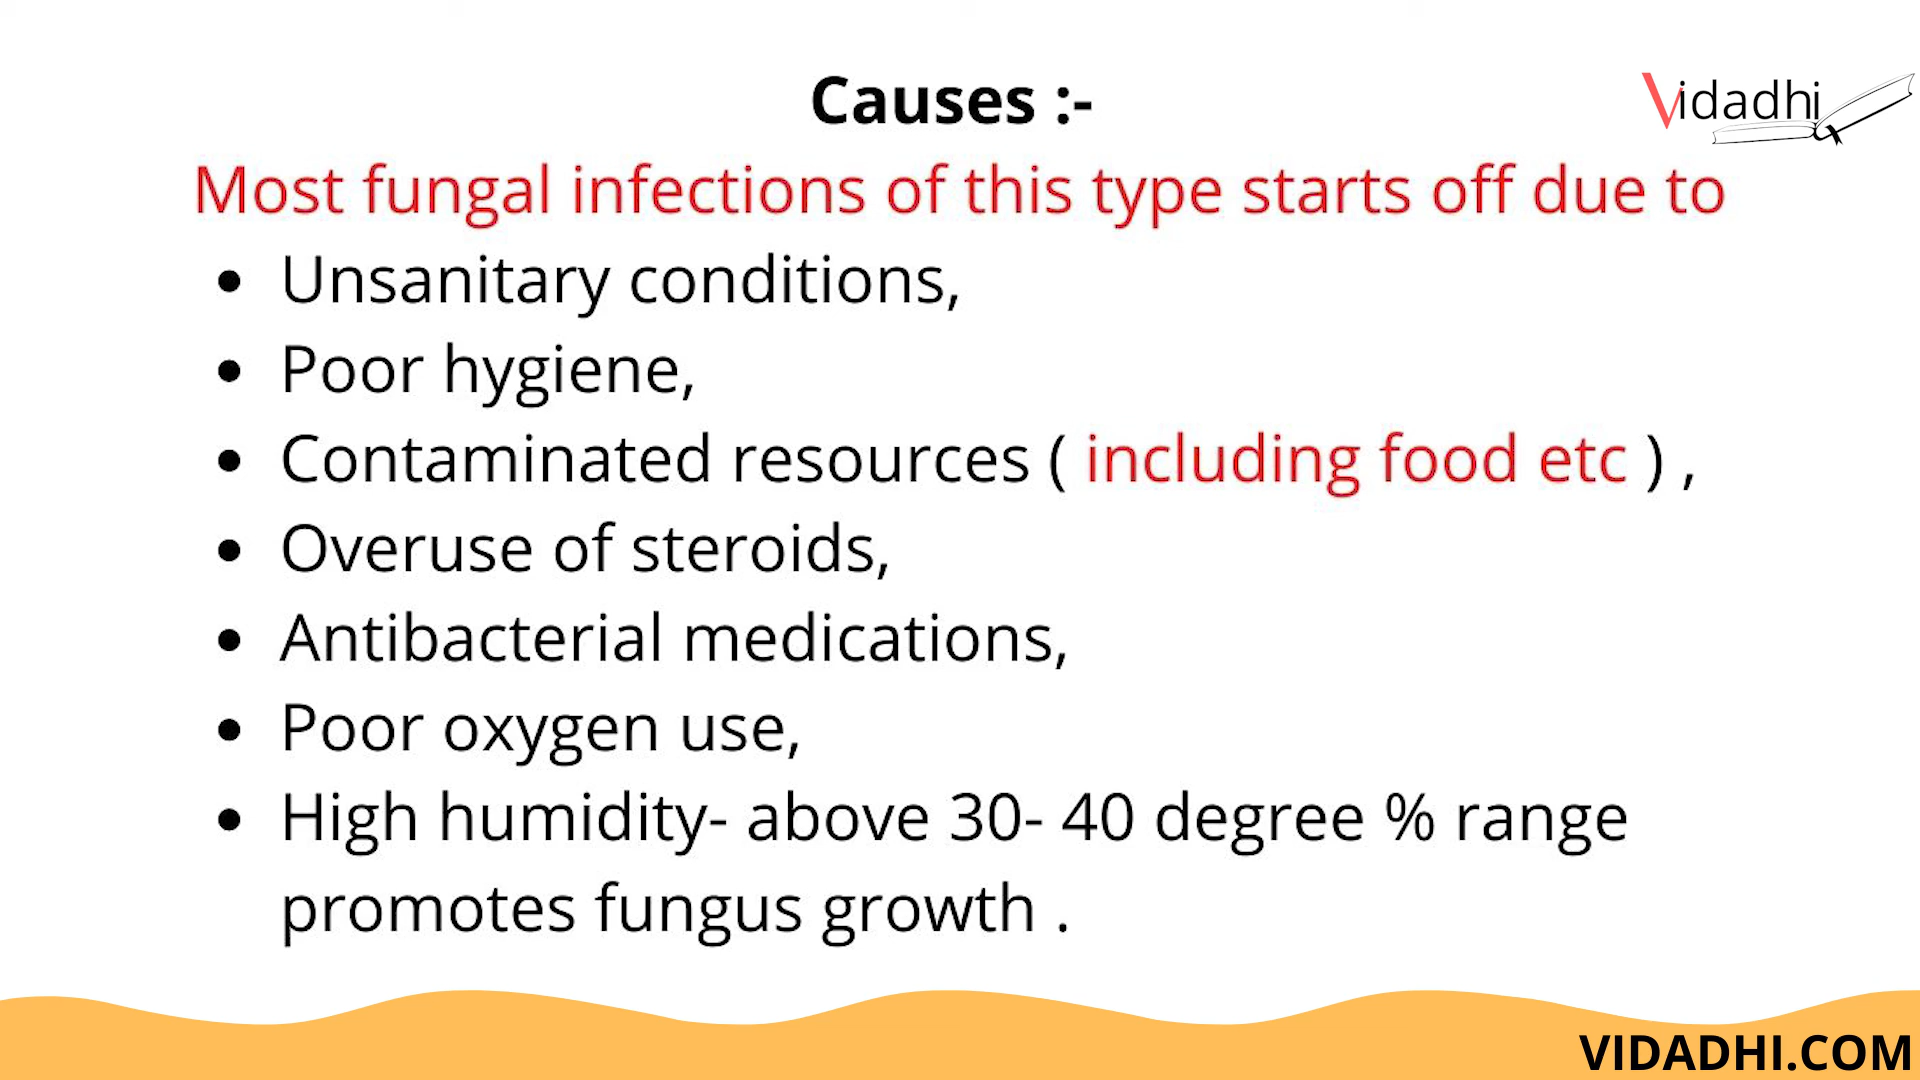 Causes :-
Vidadhi
Most fungal infections of this type starts off due to
• Unsanitary conditions,
• Poor hygiene,
• Contaminated resources ( including food etc ) ,
• Overuse of steroids,
• Antibacterial medications,
• Poor oxygen use,
• High humidity- above 30- 40 degree % range
promotes fungus growth .
VIDADHI.COM